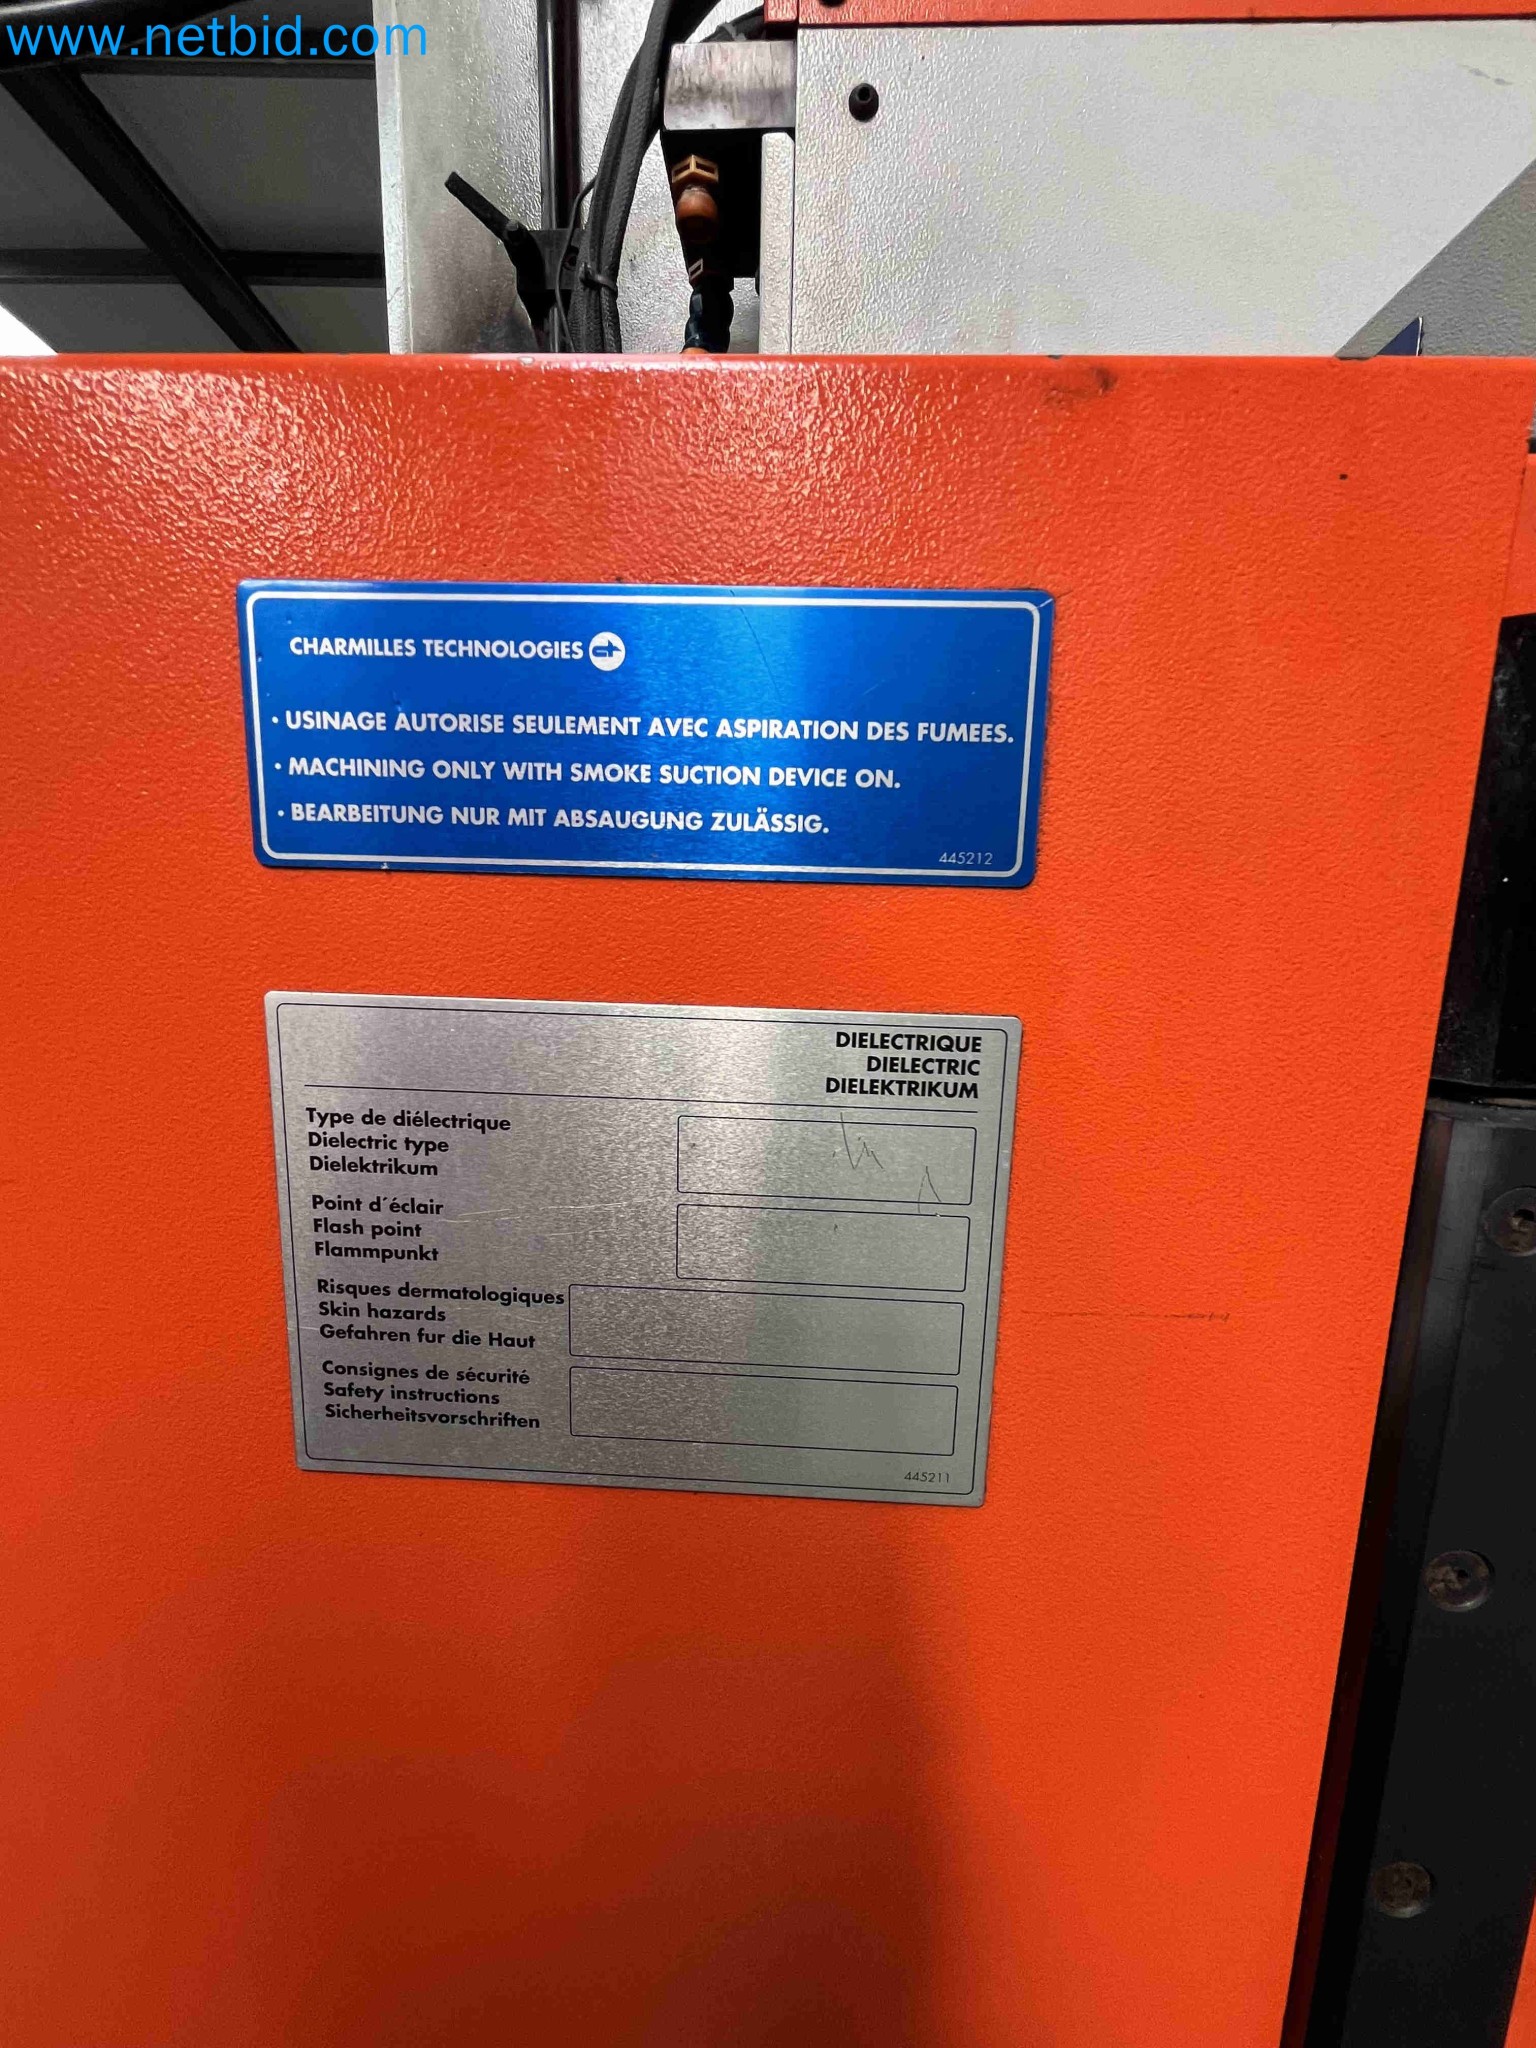 www.netbid.com
CHARMILLES TECHNOLOGIES
• USINAGE AUTORISE SEULEMENT AVEC ASPIRATION DES FUMEES.
• MACHINING ONLY WITH SMOKE SUCTION DEVICE ON.
• BEARBEITUNG NUR MIT ABSAUGUNG ZULÄSSIG.
445212
DIELECTRIQUE
DIELECTRIC
DIELEKTRIKUM
Type de diélectrique
Dielectric type
Dielektrikum
Point d´éclair
Flash point
Flammpunkt
Risques dermatologiques
Skin hazards
Gefahren fur die Haut
Consignes de sécurité
Safety instructions
Sicherheitsvorschriften
445211